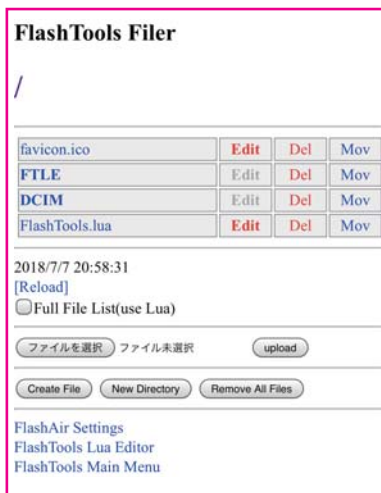 FlashTools Filer
/
favicon.ico Edit Del Mov
FTLE Edit Del Mov
DCIM Edit Del Mov
FlashTools.lua Edit Del Mov
2018/7/7 20:58:31
[Reload]
Full File List(use Lua)
ファイルを選択 ファイル未選択 upload
Create File New Directory Remove All Files
FlashAir Settings
FlashTools Lua Editor
FlashTools Main Menu